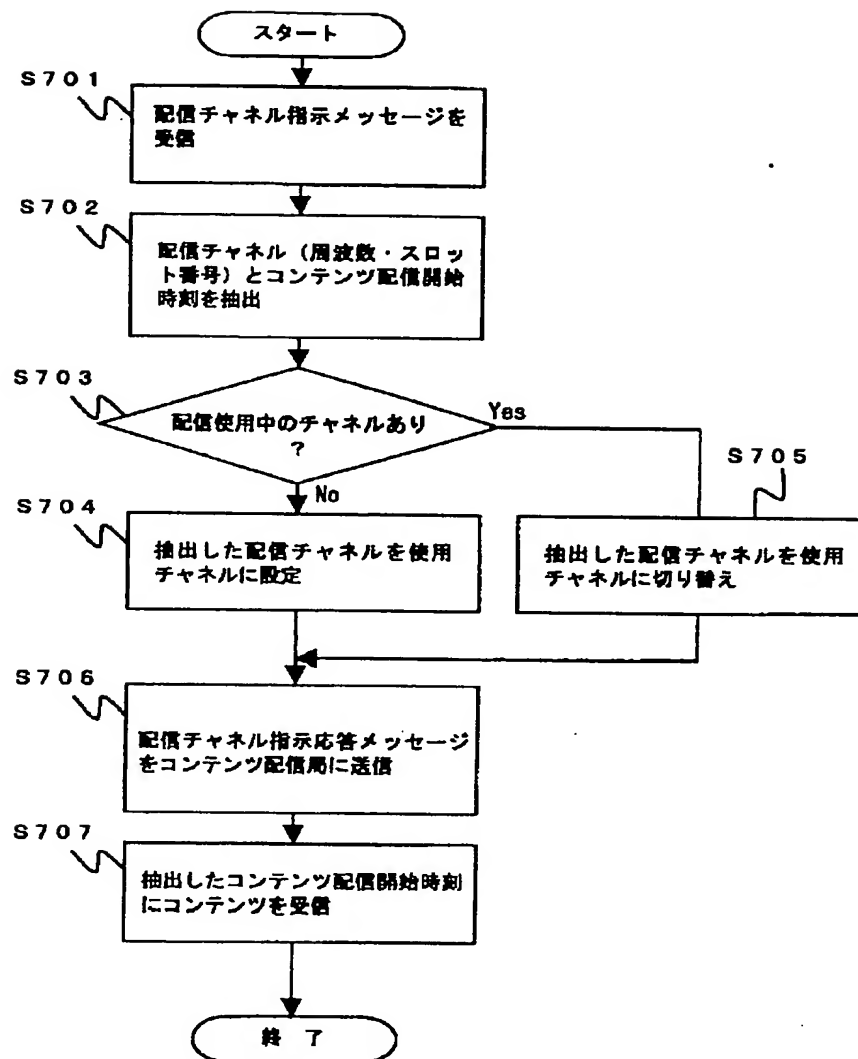 スタート
S701
配信チャネル指示メッセージを
受信
S702
配信チャネル（周波数・スロッ
ト番号）とコンテンツ配信開始
時刻を抽出
S703
配信使用中のチャネルあり
?
Yes
No
S704
抽出した配信チャネルを使用
チャネルに設定
S705
抽出した配信チャネルを使用
チャネルに切り替え
S706
配信チャネル指示応答メッセージ
をコンテンツ配信局に送信
S707
抽出したコンテンツ配信開始時刻
にコンテンツを受信
終 了